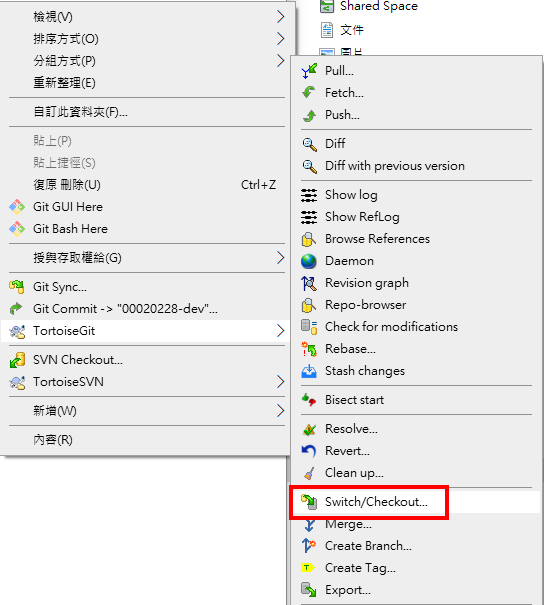 檢視(V)
排序方式(O)
分組方式(P)
重新整理(E)
自訂此資料夾(F)...
貼上(P)
貼上捷徑(S)
復原 刪除(U) Ctrl+Z
Git GUI Here
Git Bash Here
授與存取權給(G)
Git Sync...
Git Commit -> "00020228-dev"...
TortoiseGit
SVN Checkout...
TortoiseSVN
新增(W)
內容(R)
Shared Space
文件
圖片
Pull...
Fetch...
Push...
Diff
Diff with previous version
Show log
Show RefLog
Browse References
Daemon
Revision graph
Repo-browser
Check for modifications
Rebase...
Stash changes
Bisect start
Resolve...
Revert...
Clean up...
Switch/Checkout...
Merge...
Create Branch...
Create Tag...
Export...